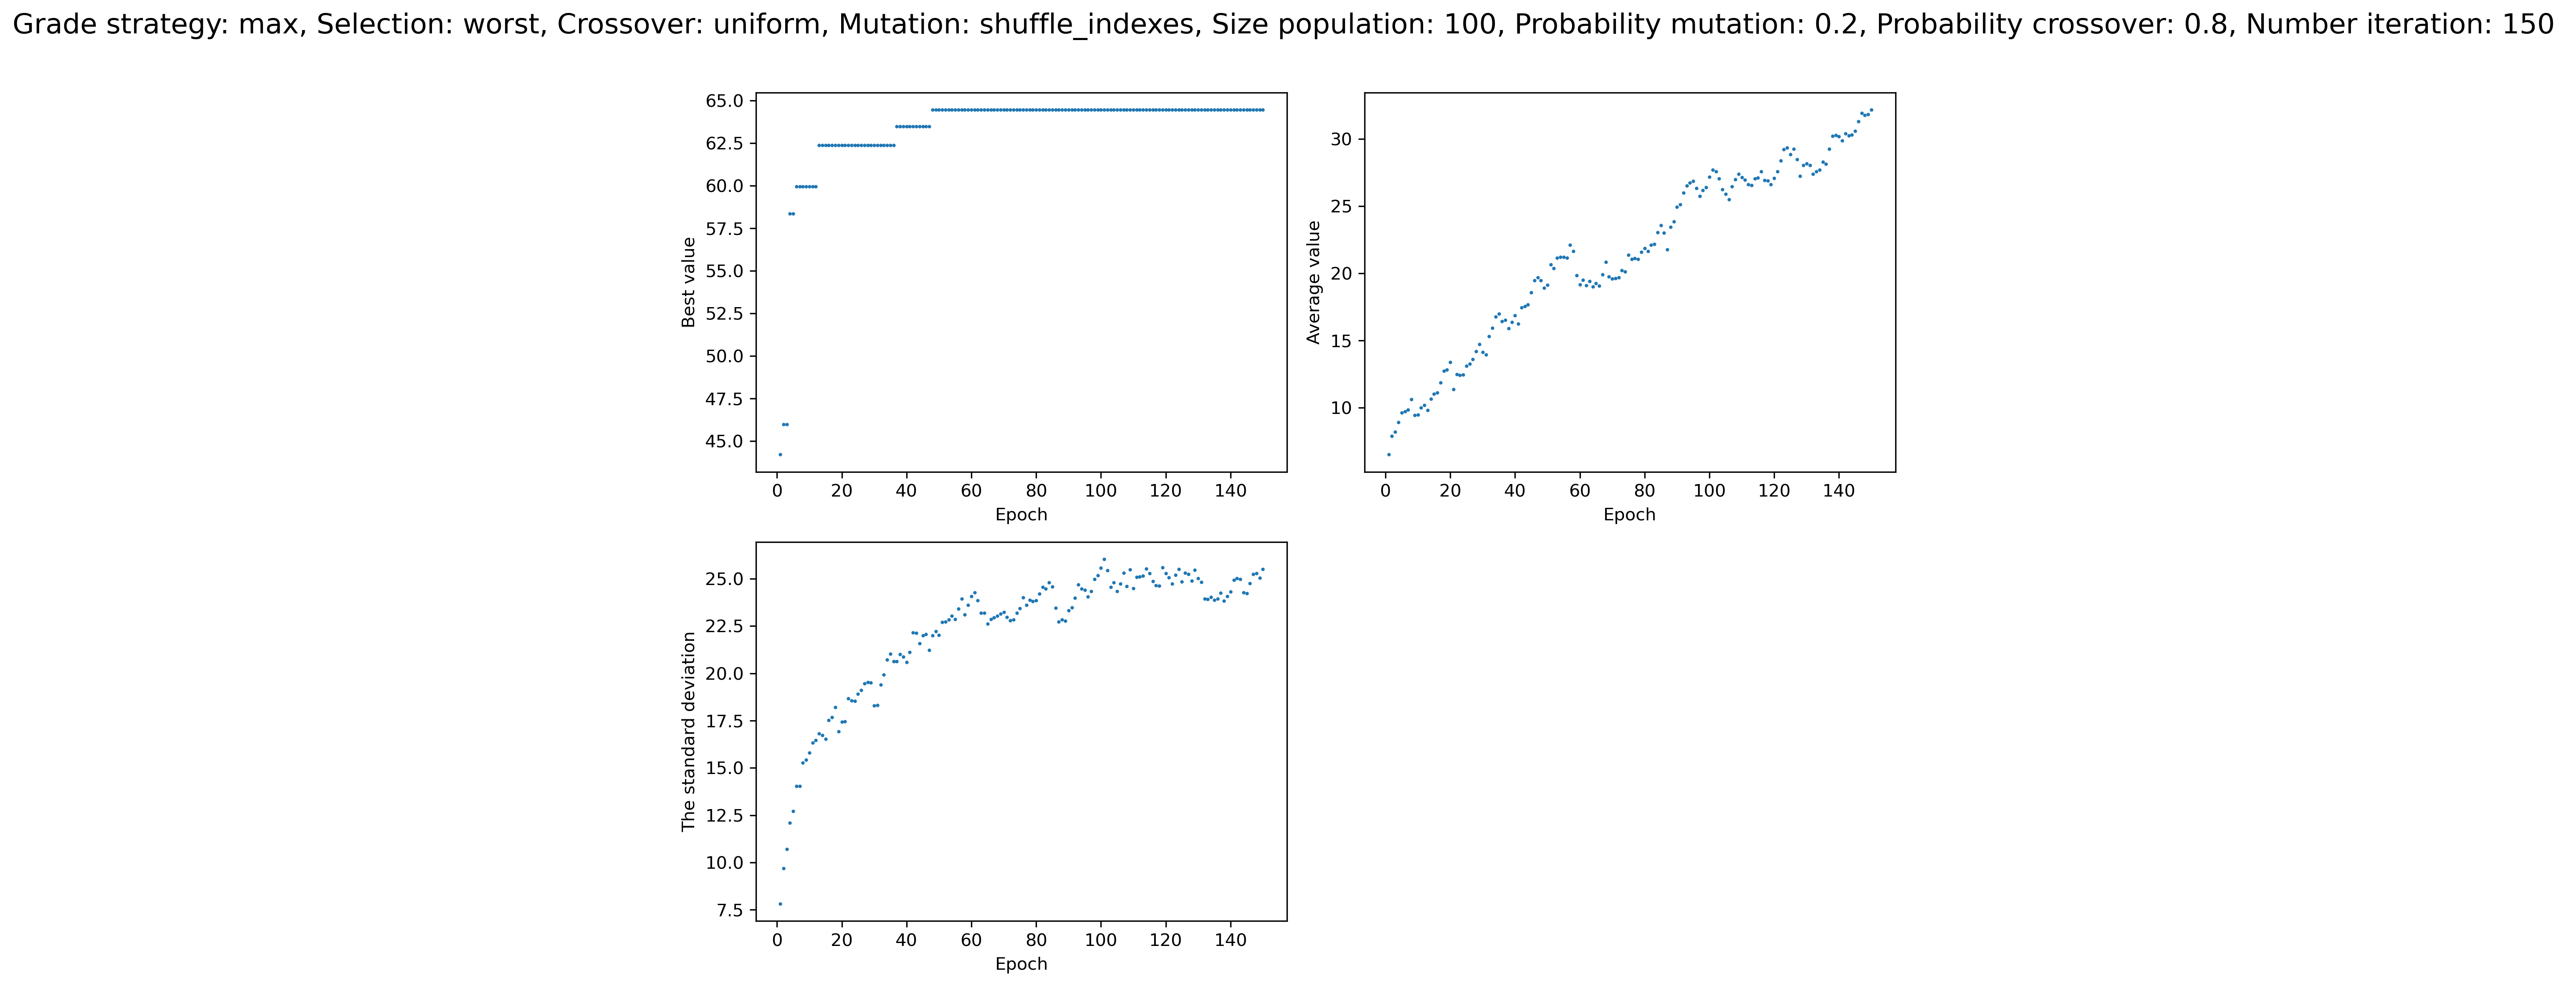 Grade strategy: max, Selection: worst, Crossover: uniform, Mutation: shuffle_indexes, Size population: 100, Probability mutation: 0.2, Probability crossover: 0.8, Number iteration: 150
65.0
62.5
60.0
57.5
55.0
52.5
50.0
47.5
45.0
Best value
0 20 40 60 80 100 120 140
Epoch
30
25
20
15
10
Average value
0 20 40 60 80 100 120 140
Epoch
25.0
22.5
20.0
17.5
15.0
12.5
10.0
7.5
The standard deviation
0 20 40 60 80 100 120 140
Epoch